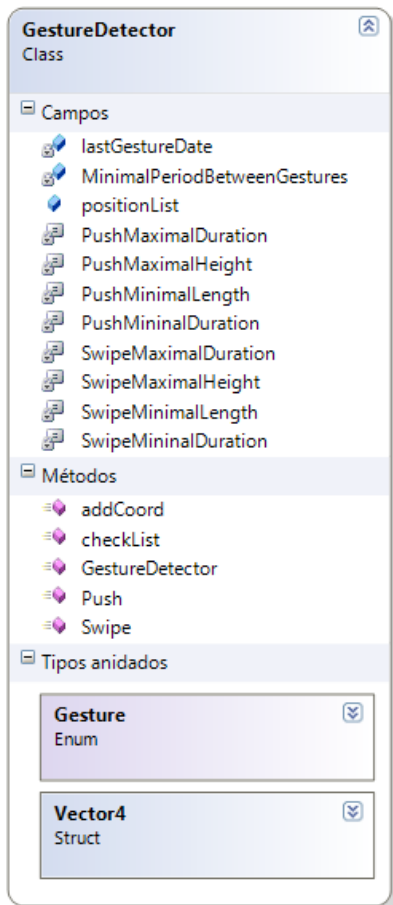 GestureDetector
Class
Campos
lastGestureDate
MinimalPeriodBetweenGestures
positionList
PushMaximalDuration
PushMaximalHeight
PushMinimalLength
PushMininalDuration
SwipeMaximalDuration
SwipeMaximalHeight
SwipeMinimalLength
SwipeMininalDuration
Métodos
addCoord
checkList
GestureDetector
Push
Swipe
Tipos anidados
Gesture
Enum
Vector4
Struct